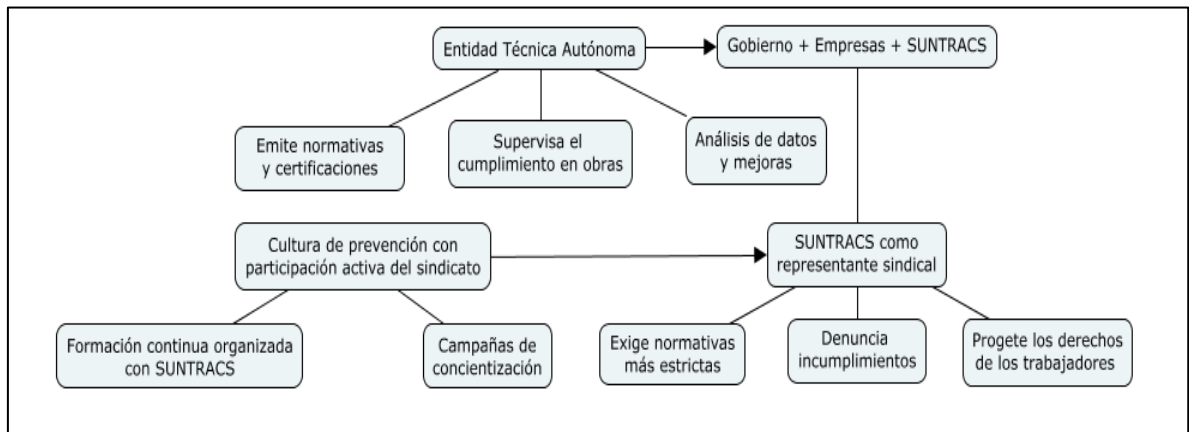 Entidad Técnica Autónoma
Gobierno + Empresas + SUNTRACS
Emite normativas
y certificaciones
Supervisa el
cumplimiento en obras
Análisis de datos
y mejoras
Cultura de prevención con
participación activa del sindicato
SUNTRACS como
representante sindical
Formación continua organizada
con SUNTRACS
Campañas de
concientización
Exige normativas
más estrictas
Denuncia
incumplimientos
Progete los derechos
de los trabajadores